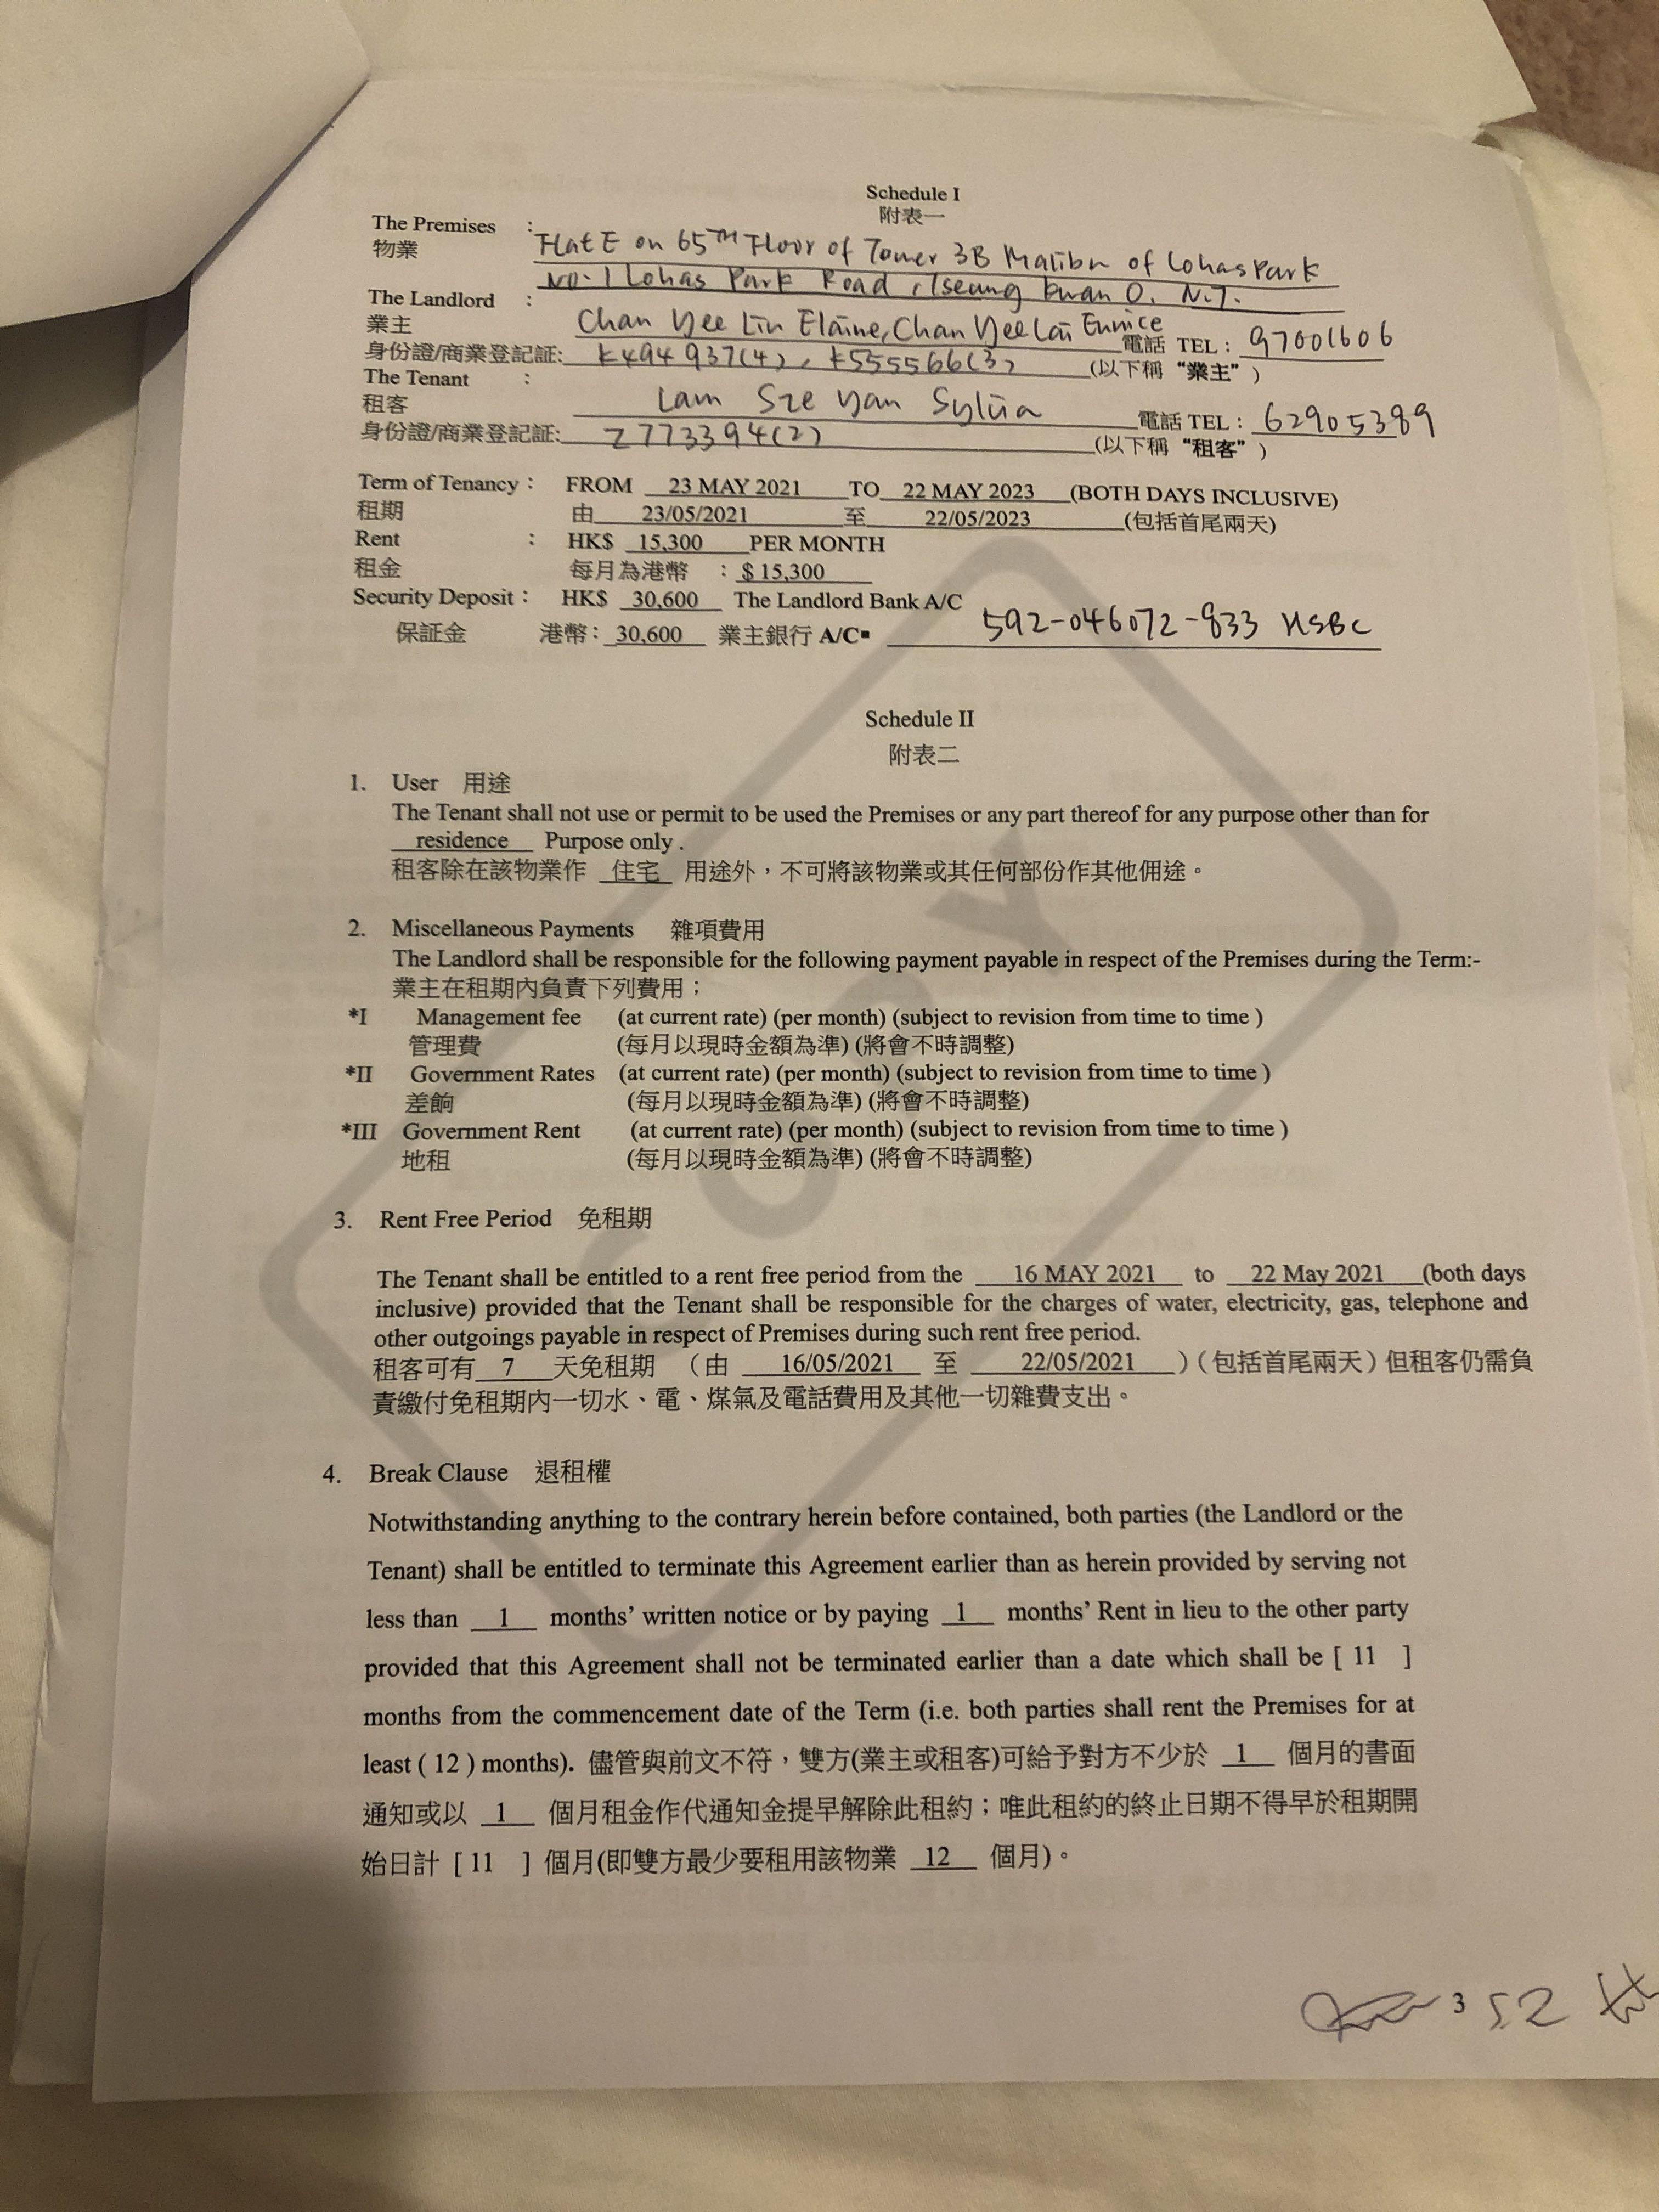 Schedule I
附表一
The Premises :
物業
Flat E on 65TH Floor of Tower 3B Malibu of Lohas Park
No. 1 Lohas Park Road, Tseung Kwan O. N.T.
The Landlord :
業主
Chan Yee Lin Elaine, Chan Yee Lai Eunice 電話 TEL : 97001606
身份證/商業登記証: K494937(4), K555566(3) (以下稱“業主”)
The Tenant :
租客
Lam Sze Yan Sylvia 電話 TEL : 62905389
身份證/商業登記証: Z773394(2) (以下稱“租客”)
Term of Tenancy : FROM 23 MAY 2021 TO 22 MAY 2023 (BOTH DAYS INCLUSIVE)
租期 由 23/05/2021 至 22/05/2023 (包括首尾兩天)
Rent : HK$ 15,300 PER MONTH
租金 每月為港幣 : $ 15,300
Security Deposit : HK$ 30,600 The Landlord Bank A/C
保証金 港幣: 30,600 業主銀行 A/C 592-046072-833 HSBC
Schedule II
附表二
1. User 用途
The Tenant shall not use or permit to be used the Premises or any part thereof for any purpose other than for
residence Purpose only .
租客除在該物業作 住宅 用途外，不可將該物業或其任何部份作其他佣途。
2. Miscellaneous Payments 雜項費用
The Landlord shall be responsible for the following payment payable in respect of the Premises during the Term:-
業主在租期內負責下列費用；
*I Management fee (at current rate) (per month) (subject to revision from time to time )
管理費 (每月以現時金額為準) (將會不時調整)
*II Government Rates (at current rate) (per month) (subject to revision from time to time )
差餉 (每月以現時金額為準) (將會不時調整)
*III Government Rent (at current rate) (per month) (subject to revision from time to time )
地租 (每月以現時金額為準) (將會不時調整)
3. Rent Free Period 免租期
The Tenant shall be entitled to a rent free period from the 16 MAY 2021 to 22 May 2021 (both days
inclusive) provided that the Tenant shall be responsible for the charges of water, electricity, gas, telephone and
other outgoings payable in respect of Premises during such rent free period.
租客可有 7 天免租期 （由 16/05/2021 至 22/05/2021 ）（包括首尾兩天）但租客仍需負
責繳付免租期內一切水、電、煤氣及電話費用及其他一切雜費支出。
4. Break Clause 退租權
Notwithstanding anything to the contrary herein before contained, both parties (the Landlord or the
Tenant) shall be entitled to terminate this Agreement earlier than as herein provided by serving not
less than 1 months’ written notice or by paying 1 months’ Rent in lieu to the other party
provided that this Agreement shall not be terminated earlier than a date which shall be [ 11 ]
months from the commencement date of the Term (i.e. both parties shall rent the Premises for at
least ( 12 ) months). 儘管與前文不符，雙方(業主或租客)可給予對方不少於 1 個月的書面
通知或以 1 個月租金作代通知金提早解除此租約；唯此租約的終止日期不得早於租期開
始日計 [ 11 ] 個月(即雙方最少要租用該物業 12 個月)。
3
COPY